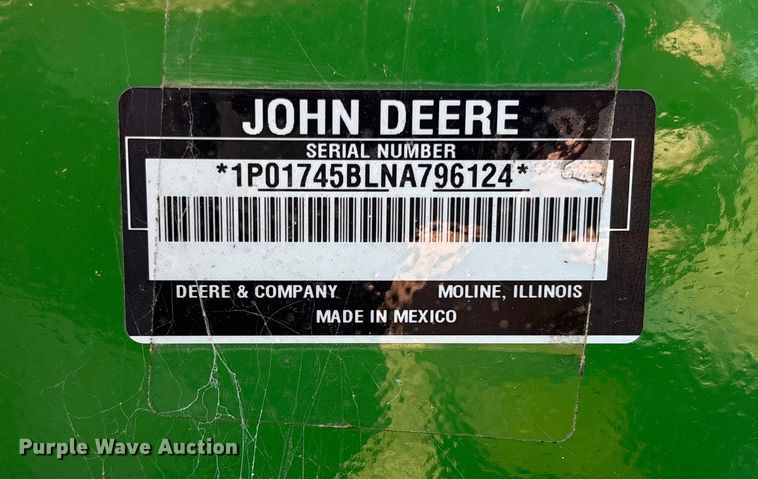 JOHN DEERE
SERIAL NUMBER
*1P01745BLNA796124*
DEERE & COMPANY MOLINE, ILLINOIS
MADE IN MEXICO
Purple Wave Auction